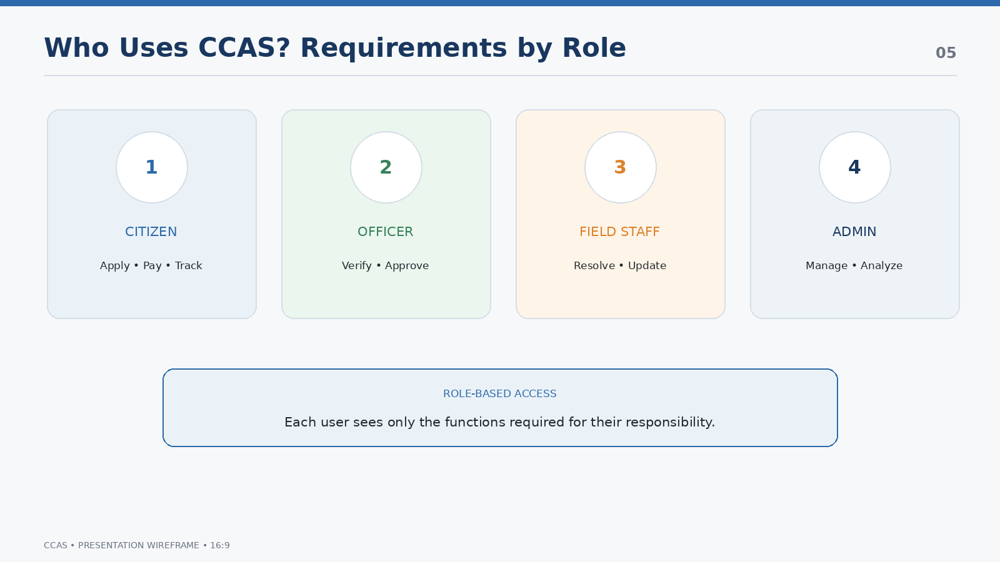 Who Uses CCAS? Requirements by Role
05
1
CITIZEN
Apply • Pay • Track
2
OFFICER
Verify • Approve
3
FIELD STAFF
Resolve • Update
4
ADMIN
Manage • Analyze
ROLE-BASED ACCESS
Each user sees only the functions required for their responsibility.
CCAS • PRESENTATION WIREFRAME • 16:9